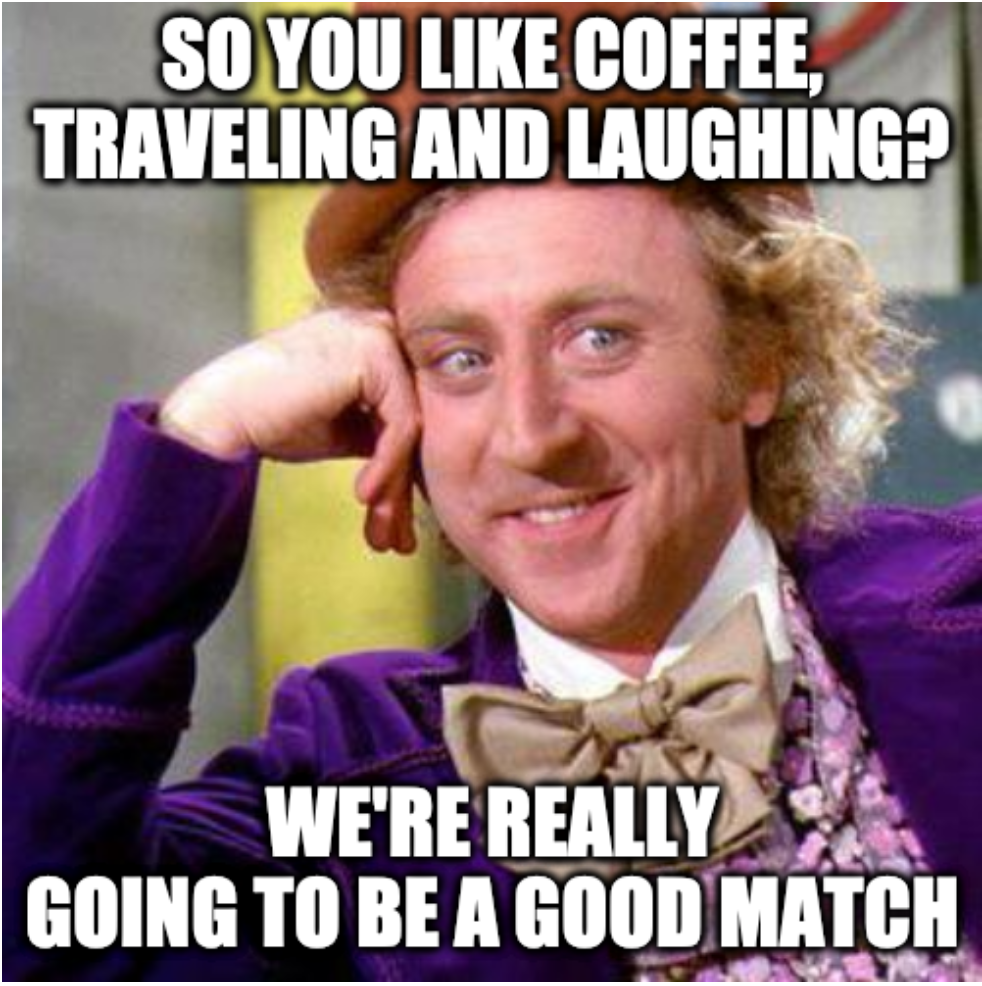 SO YOU LIKE COFFEE,
TRAVELING AND LAUGHING?
WE'RE REALLY
GOING TO BE A GOOD MATCH